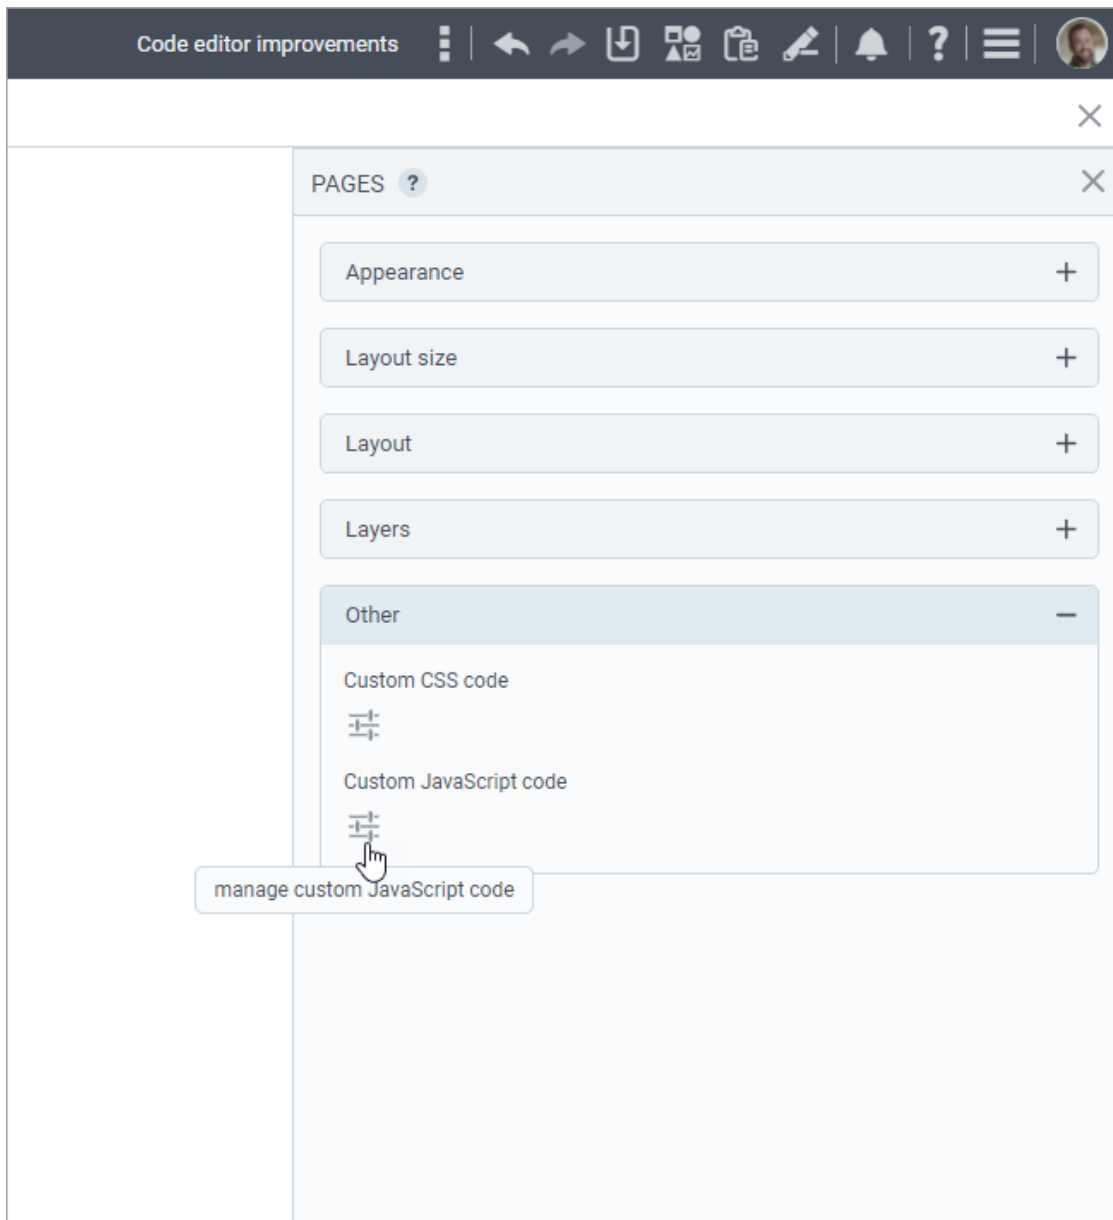 Code editor improvements
PAGES ?
Appearance
Layout size
Layout
Layers
Other
Custom CSS code
Custom JavaScript code
manage custom JavaScript code